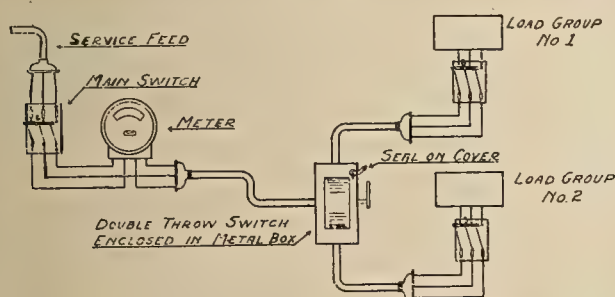 SERVICE FEED
MAIN SWITCH
METER
LOAD GROUP
No 1
SEAL ON COVER
LOAD GROUP
No. 2
DOUBLE THROW SWITCH
ENCLOSED IN METAL BOX